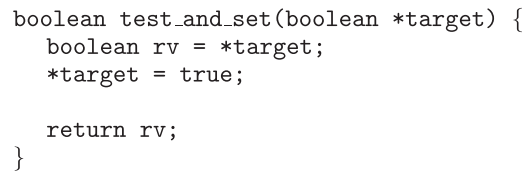 boolean test_and_set(boolean *target) {
boolean rv = *target;
*target = true;
return rv;
}